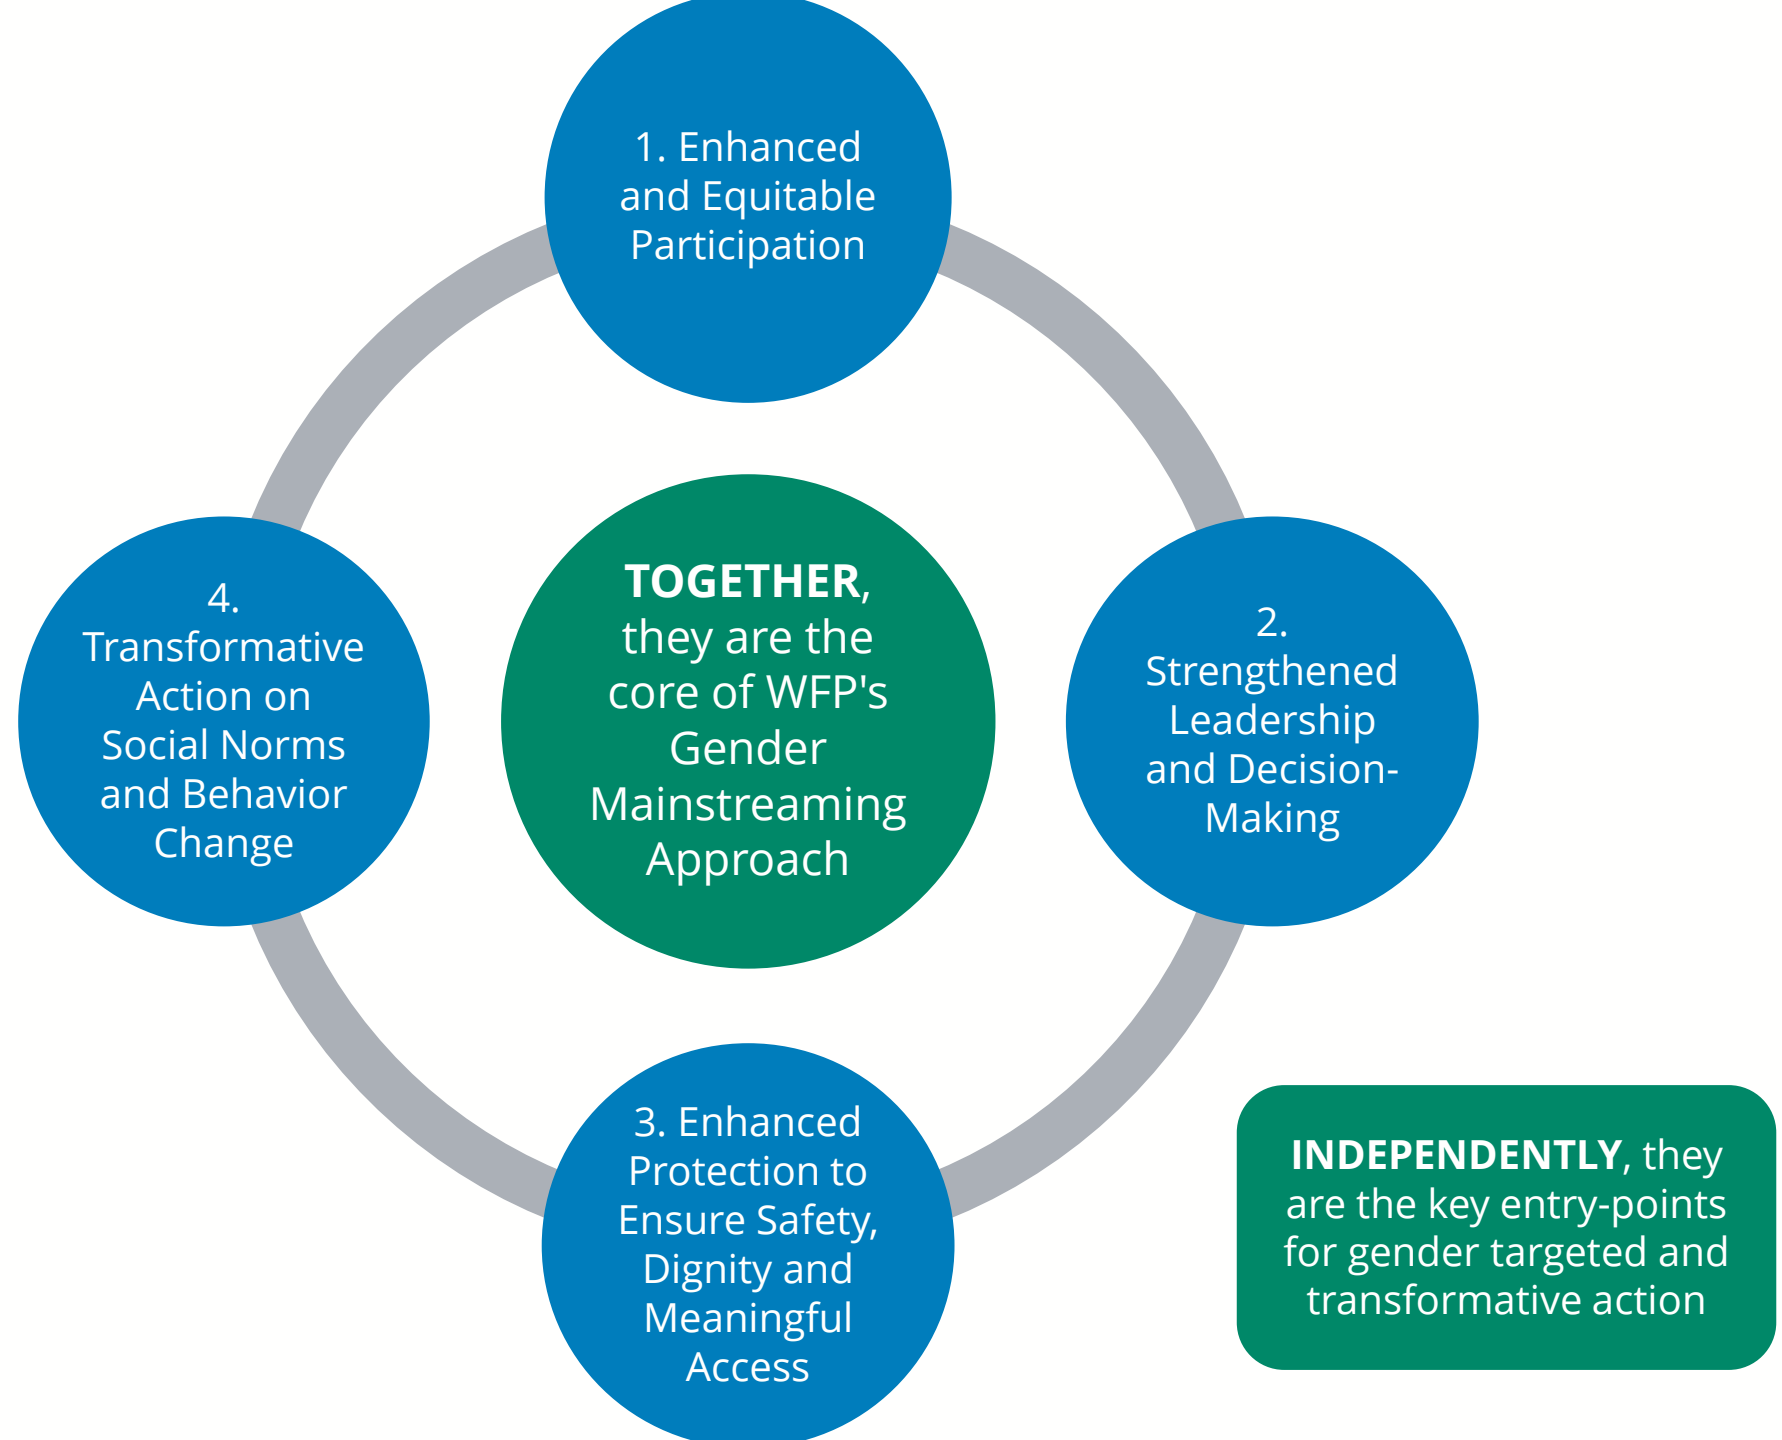 1. Enhanced
and Equitable
Participation
2.
Strengthened
Leadership
and Decision-
Making
3. Enhanced
Protection to
Ensure Safety,
Dignity and
Meaningful
Access
4.
Transformative
Action on
Social Norms
and Behavior
Change
TOGETHER,
they are the
core of WFP's
Gender
Mainstreaming
Approach
INDEPENDENTLY, they
are the key entry-points
for gender targeted and
transformative action